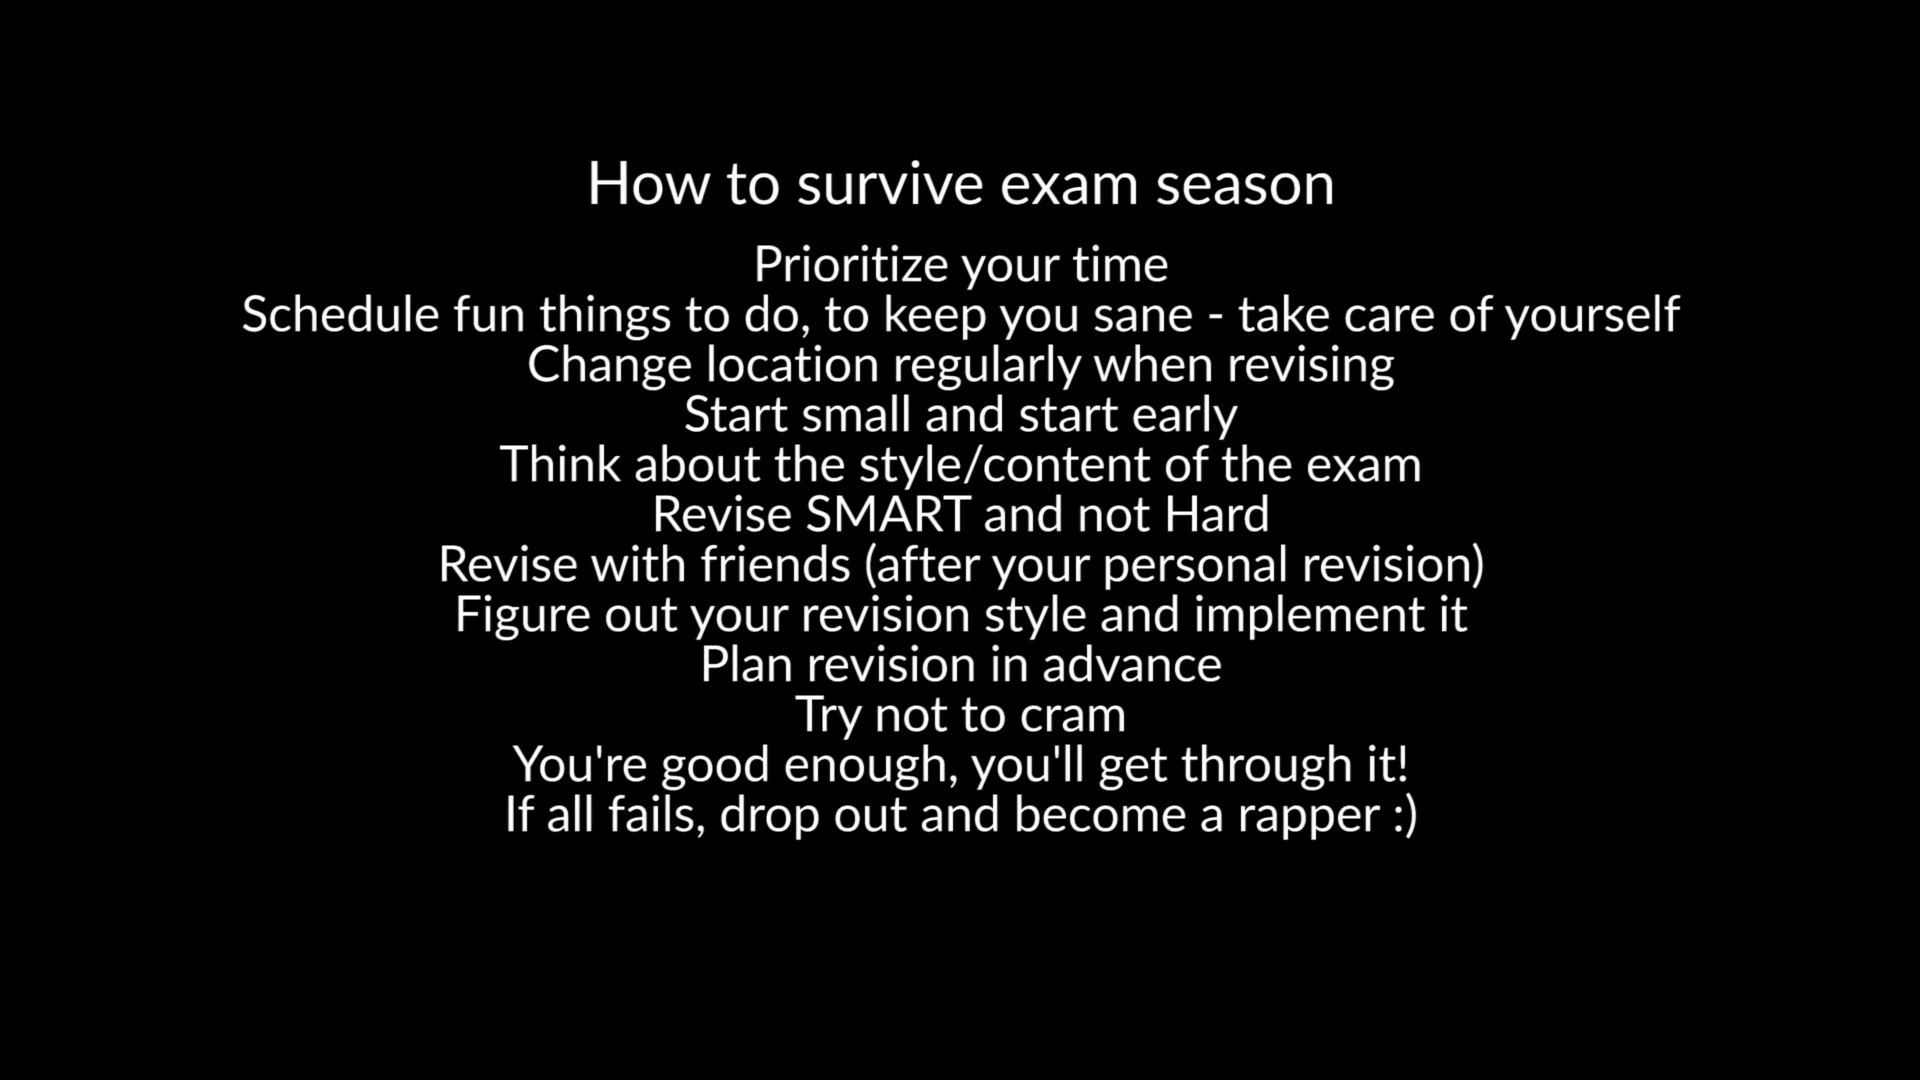 How to survive exam season
Prioritize your time
Schedule fun things to do, to keep you sane - take care of yourself
Change location regularly when revising
Start small and start early
Think about the style/content of the exam
Revise SMART and not Hard
Revise with friends (after your personal revision)
Figure out your revision style and implement it
Plan revision in advance
Try not to cram
You're good enough, you'll get through it!
If all fails, drop out and become a rapper :)